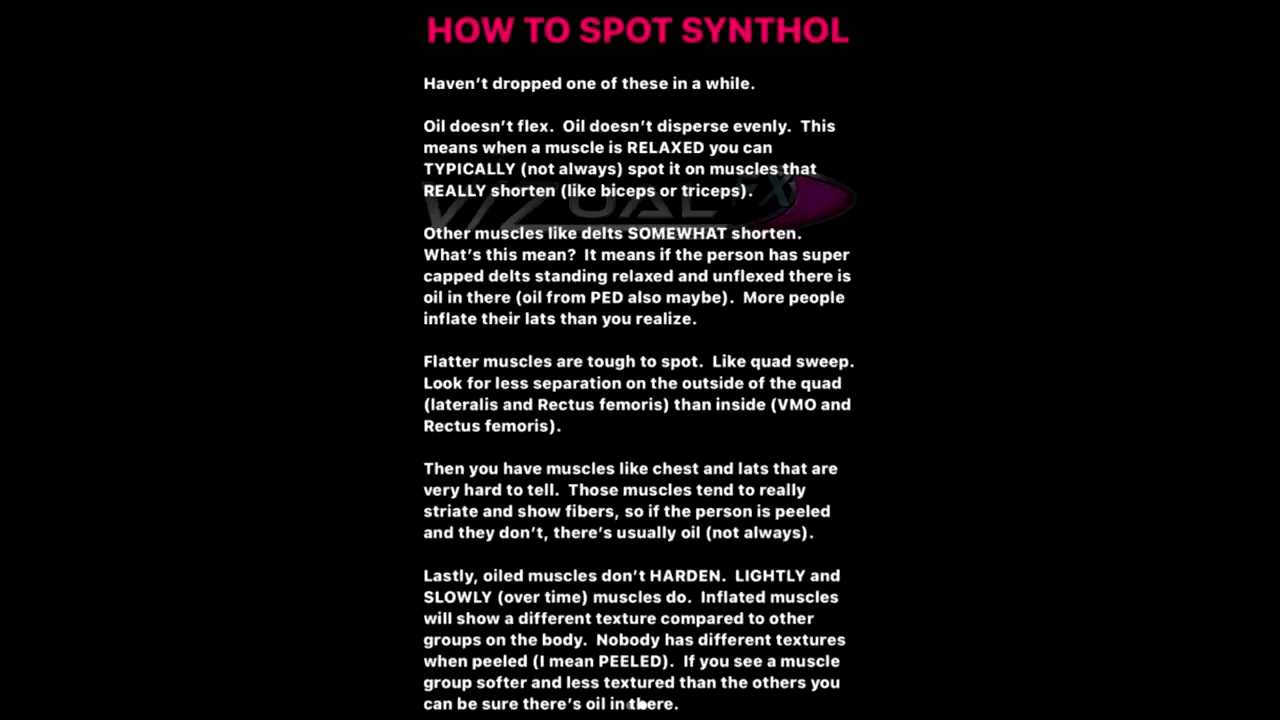 HOW TO SPOT SYNTHOL
Haven't dropped one of these in a while.
Oil doesn't flex.  Oil doesn't disperse evenly.  This
means when a muscle is RELAXED you can
TYPICALLY (not always) spot it on muscles that
REALLY shorten (like biceps or triceps).
VIZUAL FX
Other muscles like delts SOMEWHAT shorten.
What's this mean?  It means if the person has super
capped delts standing relaxed and unflexed there is
oil in there (oil from PED also maybe).  More people
inflate their lats than you realize.
Flatter muscles are tough to spot.  Like quad sweep.
Look for less separation on the outside of the quad
(lateralis and Rectus femoris) than inside (VMO and
Rectus femoris).
Then you have muscles like chest and lats that are
very hard to tell.  Those muscles tend to really
striate and show fibers, so if the person is peeled
and they don't, there's usually oil (not always).
Lastly, oiled muscles don't HARDEN.  LIGHTLY and
SLOWLY (over time) muscles do.  Inflated muscles
will show a different texture compared to other
groups on the body.  Nobody has different textures
when peeled (I mean PEELED).  If you see a muscle
group softer and less textured than the others you
can be sure there's oil in there.